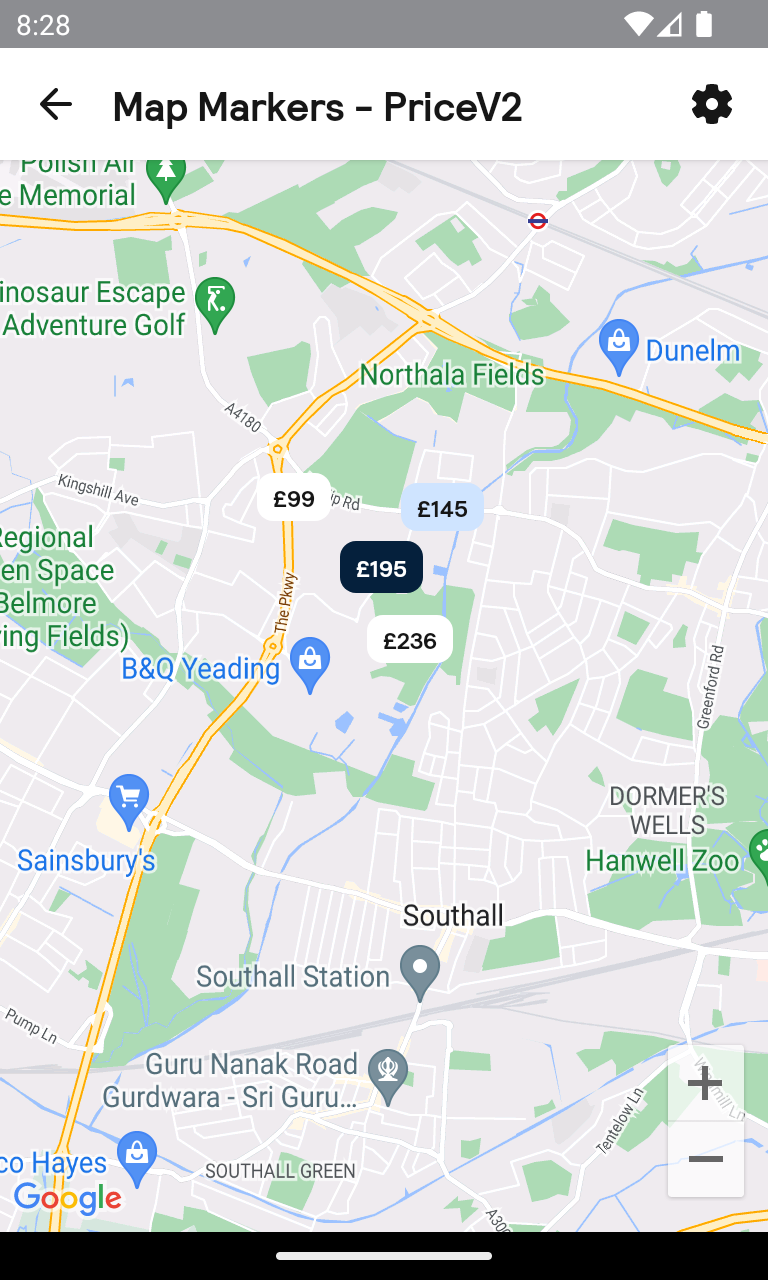 8:28
Map Markers – PriceV2
Polish Air
e Memorial
inosaur Escape
Adventure Golf
Dunelm
Northala Fields
A4180
Kingshill Ave
£99
ip Rd
£145
Regional
en Space
Belmore
ing Fields)
£195
The Pkwy
£236
B&Q Yeading
Greenford Rd
DORMER'S
WELLS
Sainsbury's
Hanwell Zoo
Southall
Southall Station
Pump Ln
Guru Nanak Road
Gurdwara - Sri Guru...
+
Tentelow Ln
−
co Hayes
SOUTHALL GREEN
Google